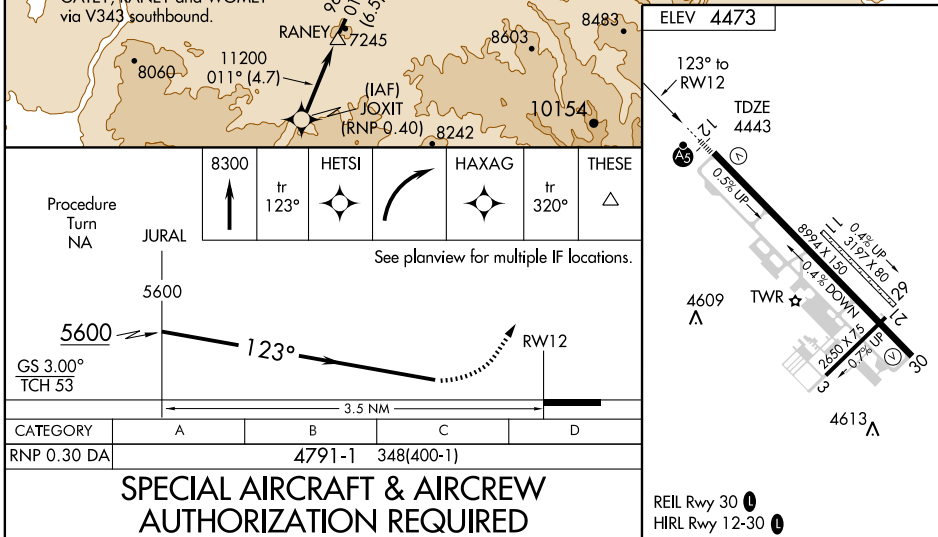 via V343 southbound.
RANEY
7245
(6.5)
8603
8483
8060
11200
011° (4.7)
(IAF)
JOXIT
(RNP 0.40)
10154
8242
ELEV 4473
123° to
RW12
TDZE
4443
12
A5
V
0.5% UP
8994 X 150
0.4% DOWN
0.4% UP
3197 X 80
11
29
21
4609
TWR
2650 X 75
0.7% UP
V
3
30
4613
REIL Rwy 30 L
HIRL Rwy 12-30 L
8300
tr
123°
HETSI
HAXAG
tr
320°
THESE
Procedure
Turn
NA
JURAL
See planview for multiple IF locations.
5600
5600
123°
RW12
GS 3.00°
TCH 53
3.5 NM
CATEGORY A B C D
RNP 0.30 DA 4791-1 348(400-1)
SPECIAL AIRCRAFT & AIRCREW
AUTHORIZATION REQUIRED